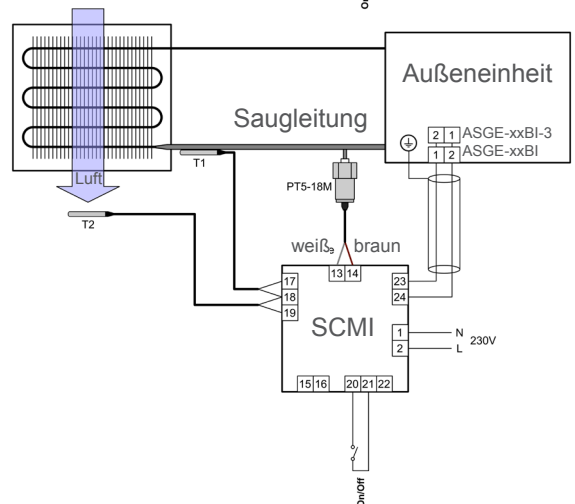 On
Außeneinheit
Saugleitung
2 1 ASGE-xxBI-3
1 2 ASGE-xxBI
T1
Luft
PT5-18M
T2
weiß, braun
13 14
17
18
19
23
24
SCMI
1 N
230V
2 L
15 16 20 21 22
On/Off